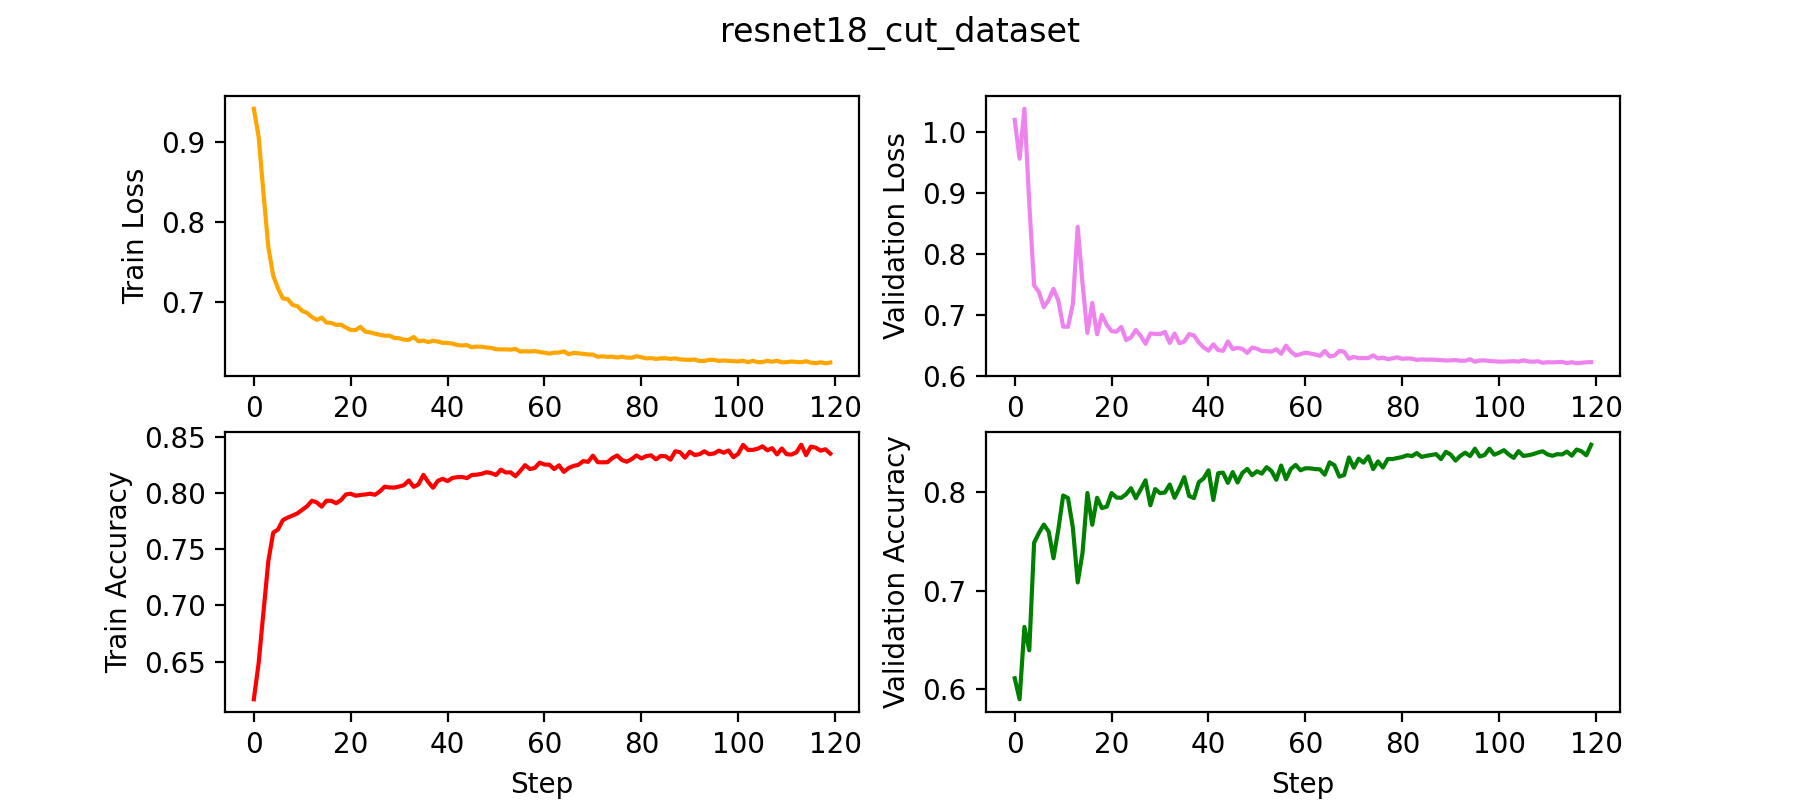 resnet18_cut_dataset
Train Loss
0.9
0.8
0.7
0 20 40 60 80 100 120
Validation Loss
1.0
0.9
0.8
0.7
0.6
0 20 40 60 80 100 120
Train Accuracy
0.85
0.80
0.75
0.70
0.65
0 20 40 60 80 100 120
Step
Validation Accuracy
0.8
0.7
0.6
0 20 40 60 80 100 120
Step